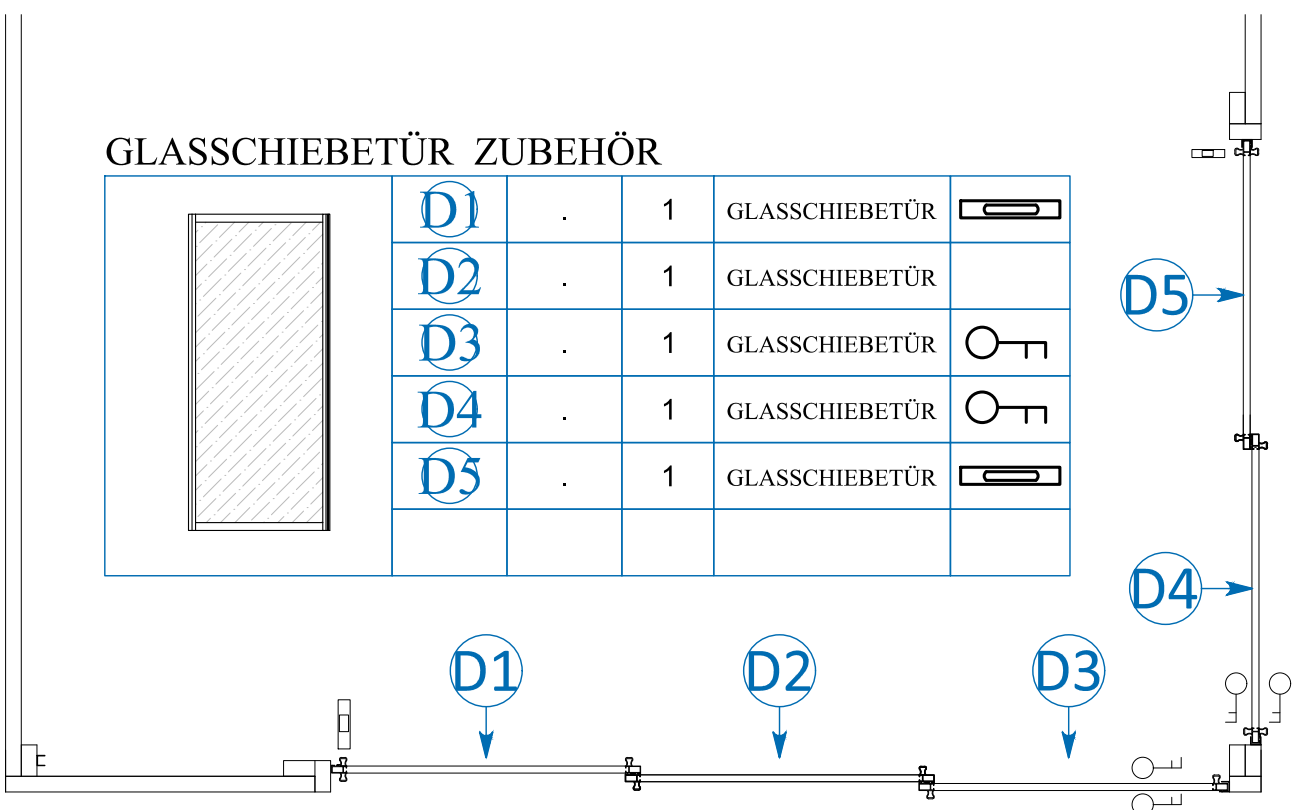 GLASSCHIEBETÜR ZUBEHÖR
D1 . 1 GLASSCHIEBETÜR
D2 . 1 GLASSCHIEBETÜR
D3 . 1 GLASSCHIEBETÜR
D4 . 1 GLASSCHIEBETÜR
D5 . 1 GLASSCHIEBETÜR
D5
D4
D1 D2 D3